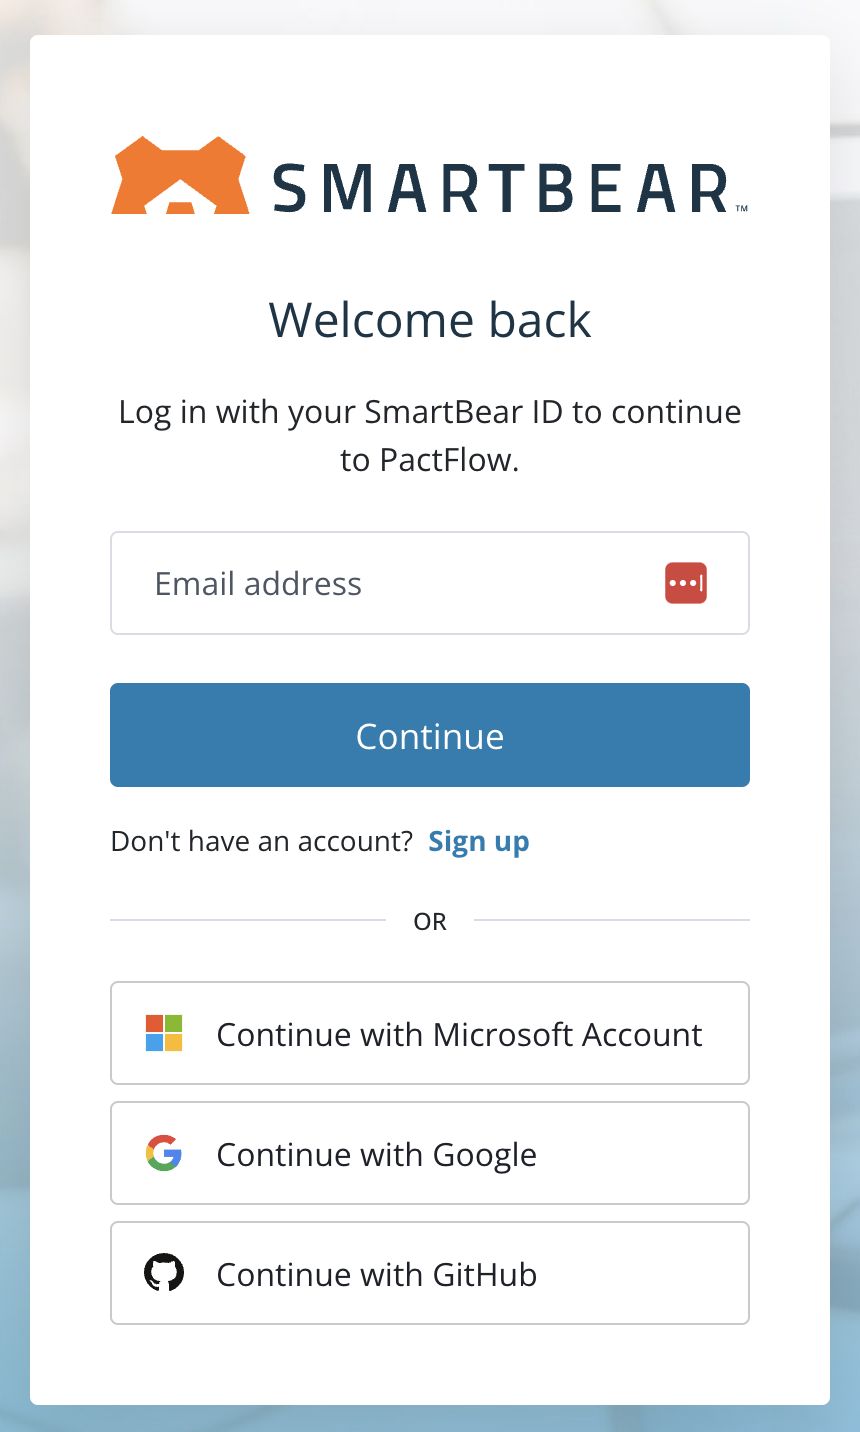 SMARTBEAR™
Welcome back
Log in with your SmartBear ID to continue
to PactFlow.
Email address
Continue
Don't have an account? Sign up
OR
Continue with Microsoft Account
Continue with Google
Continue with GitHub